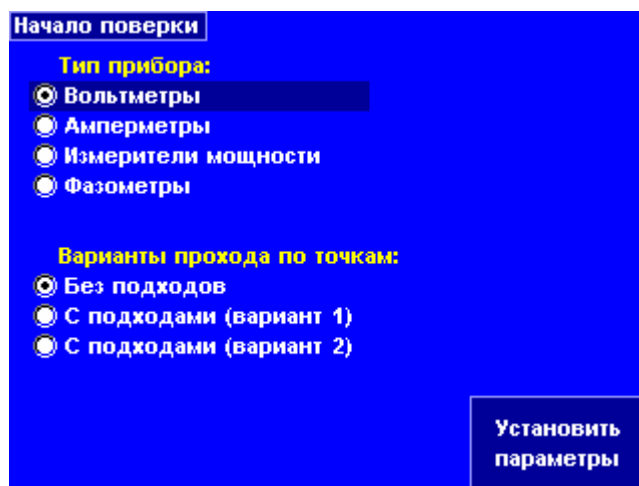 Начало поверки
Тип прибора:
Вольтметры
Амперметры
Измерители мощности
Фазометры
Варианты прохода по точкам:
Без подходов
С подходами (вариант 1)
С подходами (вариант 2)
Установить
параметры